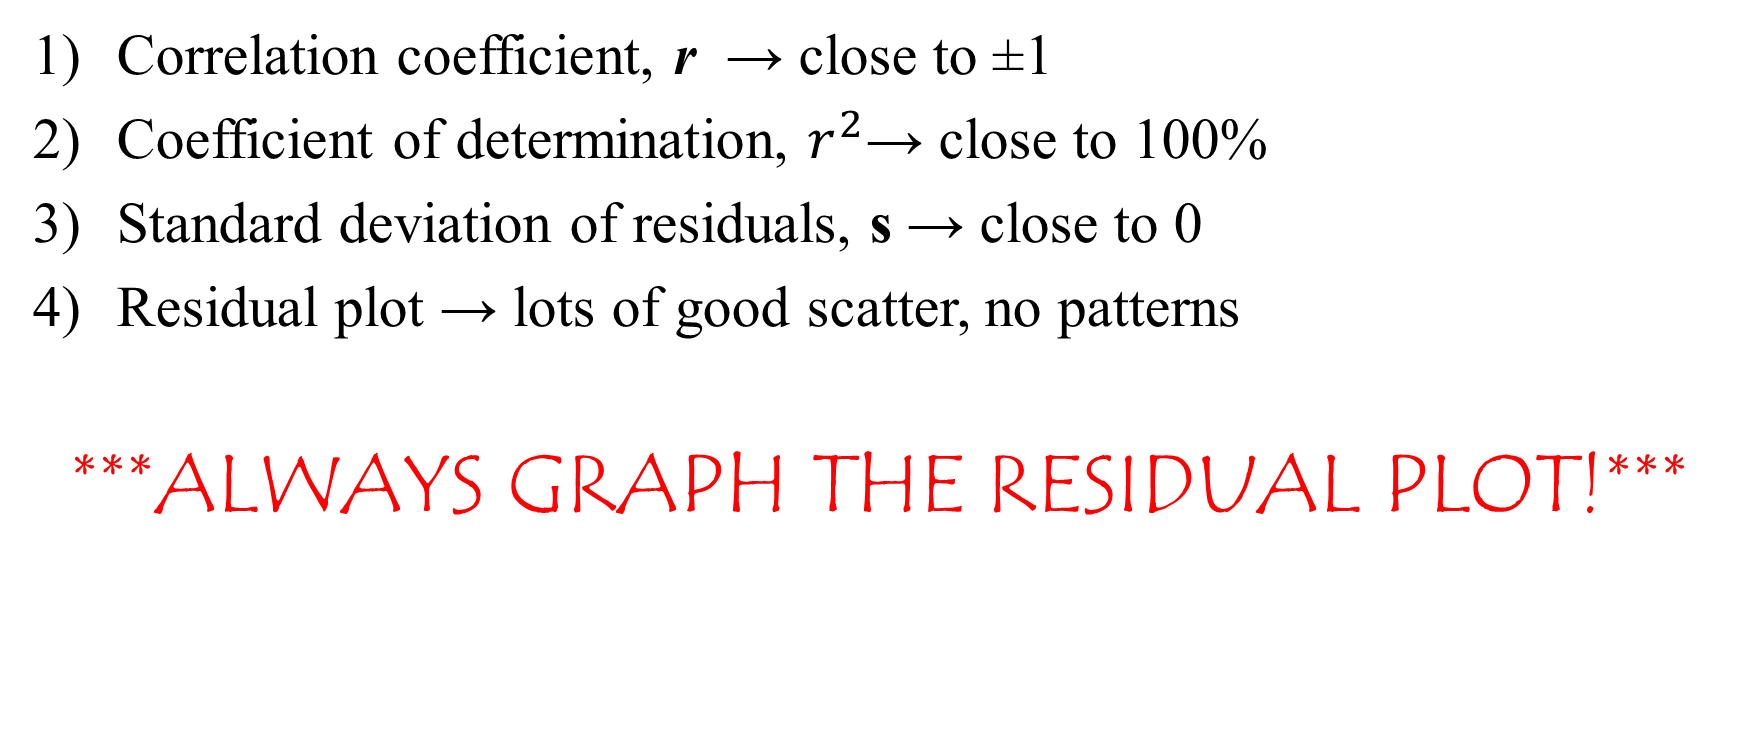 1) Correlation coefficient, r → close to ±1
2) Coefficient of determination, r² → close to 100%
3) Standard deviation of residuals, s → close to 0
4) Residual plot → lots of good scatter, no patterns
***ALWAYS GRAPH THE RESIDUAL PLOT!***